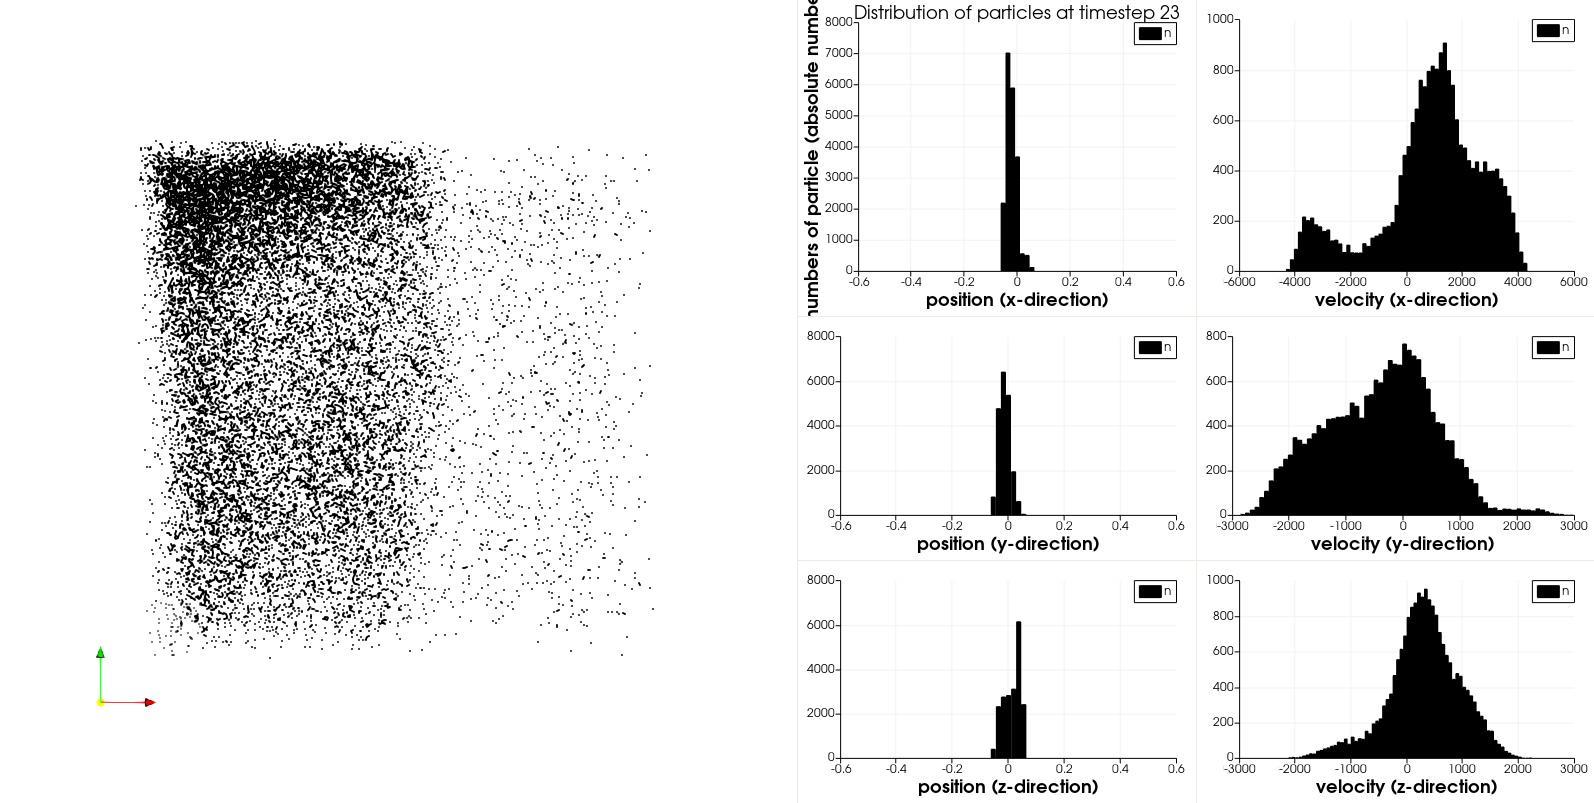 Distribution of particles at timestep 23
numbers of particle (absolute numbe
8000
7000
6000
5000
4000
3000
2000
1000
0
-0.6 -0.4 -0.2 0 0.2 0.4 0.6
position (x-direction)
n
1000
800
600
400
200
0
-6000 -4000 -2000 0 2000 4000 6000
velocity (x-direction)
n
8000
6000
4000
2000
0
-0.6 -0.4 -0.2 0 0.2 0.4 0.6
position (y-direction)
n
800
600
400
200
0
-3000 -2000 -1000 0 1000 2000 3000
velocity (y-direction)
n
8000
6000
4000
2000
0
-0.6 -0.4 -0.2 0 0.2 0.4 0.6
position (z-direction)
n
1000
800
600
400
200
0
-3000 -2000 -1000 0 1000 2000 3000
velocity (z-direction)
n